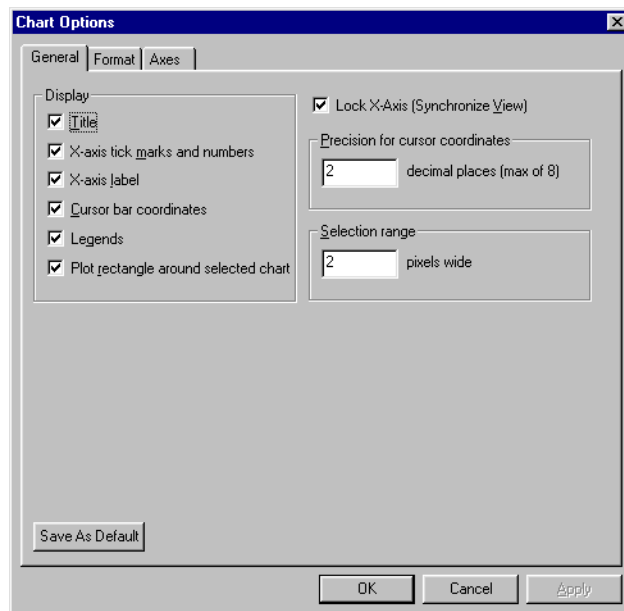 Chart Options
General Format Axes
Display
Title
X-axis tick marks and numbers
X-axis label
Cursor bar coordinates
Legends
Plot rectangle around selected chart
Lock X-Axis (Synchronize View)
Precision for cursor coordinates
2 decimal places (max of 8)
Selection range
2 pixels wide
Save As Default
OK Cancel Apply